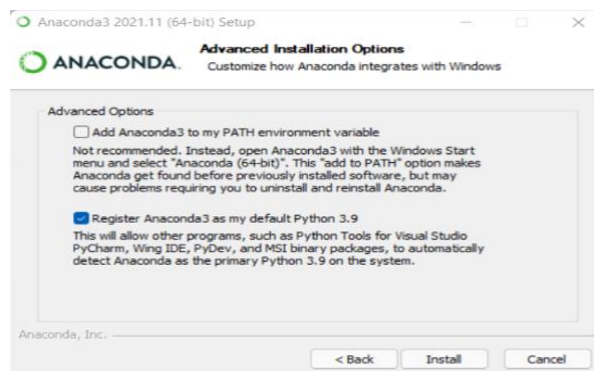 Anaconda3 2021.11 (64-bit) Setup
ANACONDA.
Advanced Installation Options
Customize how Anaconda integrates with Windows
Advanced Options
Add Anaconda3 to my PATH environment variable
Not recommended. Instead, open Anaconda3 with the Windows Start
menu and select "Anaconda (64-bit)". This "add to PATH" option makes
Anaconda get found before previously installed software, but may
cause problems requiring you to uninstall and reinstall Anaconda.
Register Anaconda3 as my default Python 3.9
This will allow other programs, such as Python Tools for Visual Studio
PyCharm, Wing IDE, PyDev, and MSI binary packages, to automatically
detect Anaconda as the primary Python 3.9 on the system.
Anaconda, Inc.
< Back Install Cancel